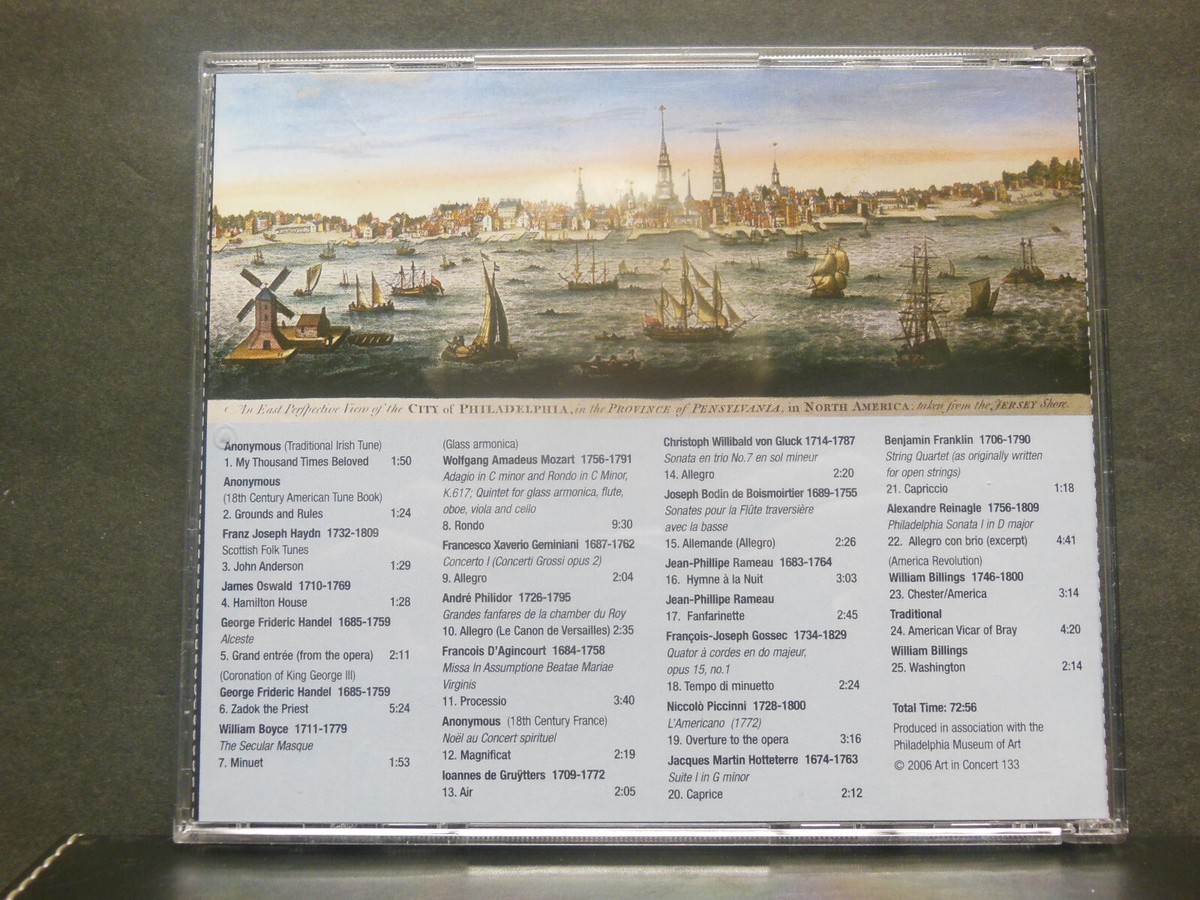 An East Perspective View of the CITY of PHILADELPHIA, in the PROVINCE of PENSYLVANIA, in NORTH AMERICA; taken from the JERSEY Shore.
Anonymous (Traditional Irish Tune)
1. My Thousand Times Beloved 1:50
Anonymous
(18th Century American Tune Book)
2. Grounds and Rules 1:24
Franz Joseph Haydn 1732-1809
Scottish Folk Tunes
3. John Anderson 1:29
James Oswald 1710-1769
4. Hamilton House 1:28
George Frideric Handel 1685-1759
Alceste
5. Grand entrée (from the opera) 2:11
(Coronation of King George III)
George Frideric Handel 1685-1759
6. Zadok the Priest 5:24
William Boyce 1711-1779
The Secular Masque
7. Minuet 1:53
(Glass armonica)
Wolfgang Amadeus Mozart 1756-1791
Adagio in C minor and Rondo in C Minor,
K.617; Quintet for glass armonica, flute,
oboe, viola and cello
8. Rondo 9:30
Francesco Xaverio Geminiani 1687-1762
Concerto I (Concerti Grossi opus 2)
9. Allegro 2:04
André Philidor 1726-1795
Grandes fanfares de la chamber du Roy
10. Allegro (Le Canon de Versailles) 2:35
Francois D'Agincourt 1684-1758
Missa In Assumptione Beatae Mariae
Virginis
11. Processio 3:40
Anonymous (18th Century France)
Noël au Concert spirituel
12. Magnificat 2:19
Ioannes de Gruÿtters 1709-1772
13. Air 2:05
Christoph Willibald von Gluck 1714-1787
Sonata en trio No.7 en sol mineur
14. Allegro 2:20
Joseph Bodin de Boismoirtier 1689-1755
Sonates pour la Flûte traversière
avec la basse
15. Allemande (Allegro) 2:26
Jean-Phillipe Rameau 1683-1764
16. Hymne à la Nuit 3:03
Jean-Phillipe Rameau
17. Fanfarinette 2:45
François-Joseph Gossec 1734-1829
Quator à cordes en do majeur,
opus 15, no.1
18. Tempo di minuetto 2:24
Niccolò Piccinni 1728-1800
L'Americano (1772)
19. Overture to the opera 3:16
Jacques Martin Hotteterre 1674-1763
Suite I in G minor
20. Caprice 2:12
Benjamin Franklin 1706-1790
String Quartet (as originally written
for open strings)
21. Capriccio 1:18
Alexandre Reinagle 1756-1809
Philadelphia Sonata I in D major
22. Allegro con brio (excerpt) 4:41
(America Revolution)
William Billings 1746-1800
23. Chester/America 3:14
Traditional
24. American Vicar of Bray 4:20
William Billings
25. Washington 2:14
Total Time: 72:56
Produced in association with the
Philadelphia Museum of Art
© 2006 Art in Concert 133